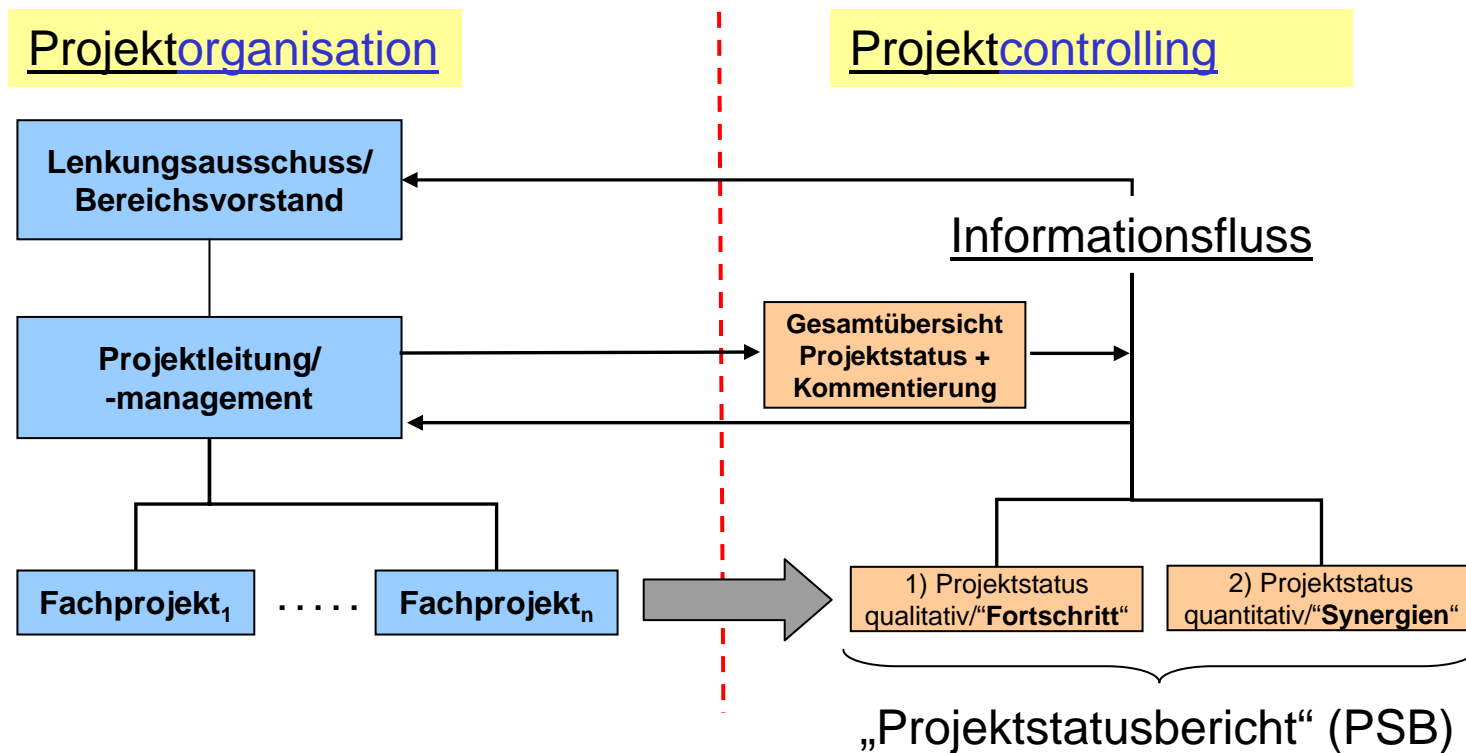 Projektorganisation
Projektcontrolling
Lenkungsausschuss/
Bereichsvorstand
Informationsfluss
Projektleitung/
-management
Gesamtübersicht
Projektstatus +
Kommentierung
Fachprojekt₁
. . . . .
Fachprojektₙ
1) Projektstatus
qualitativ/“Fortschritt“
2) Projektstatus
quantitativ/“Synergien“
„Projektstatusbericht“ (PSB)